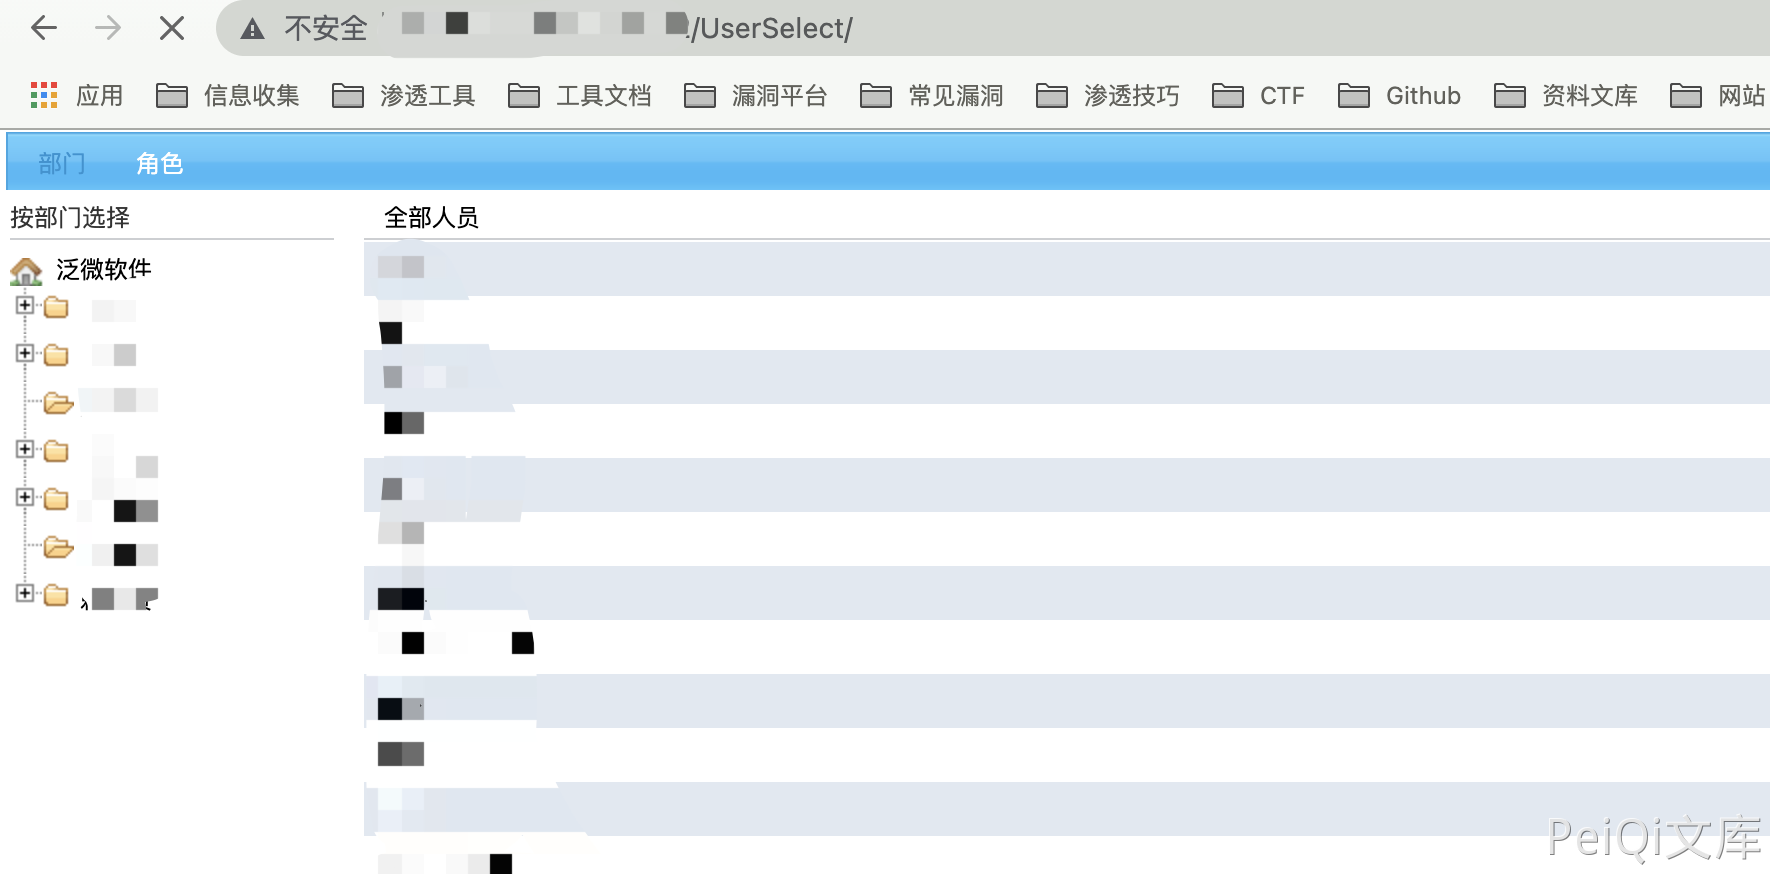 不安全 /UserSelect/
应用 信息收集 渗透工具 工具文档 漏洞平台 常见漏洞 渗透技巧 CTF Github 资料文库 网站
部门 角色
按部门选择 全部人员
泛微软件
PeiQi文库